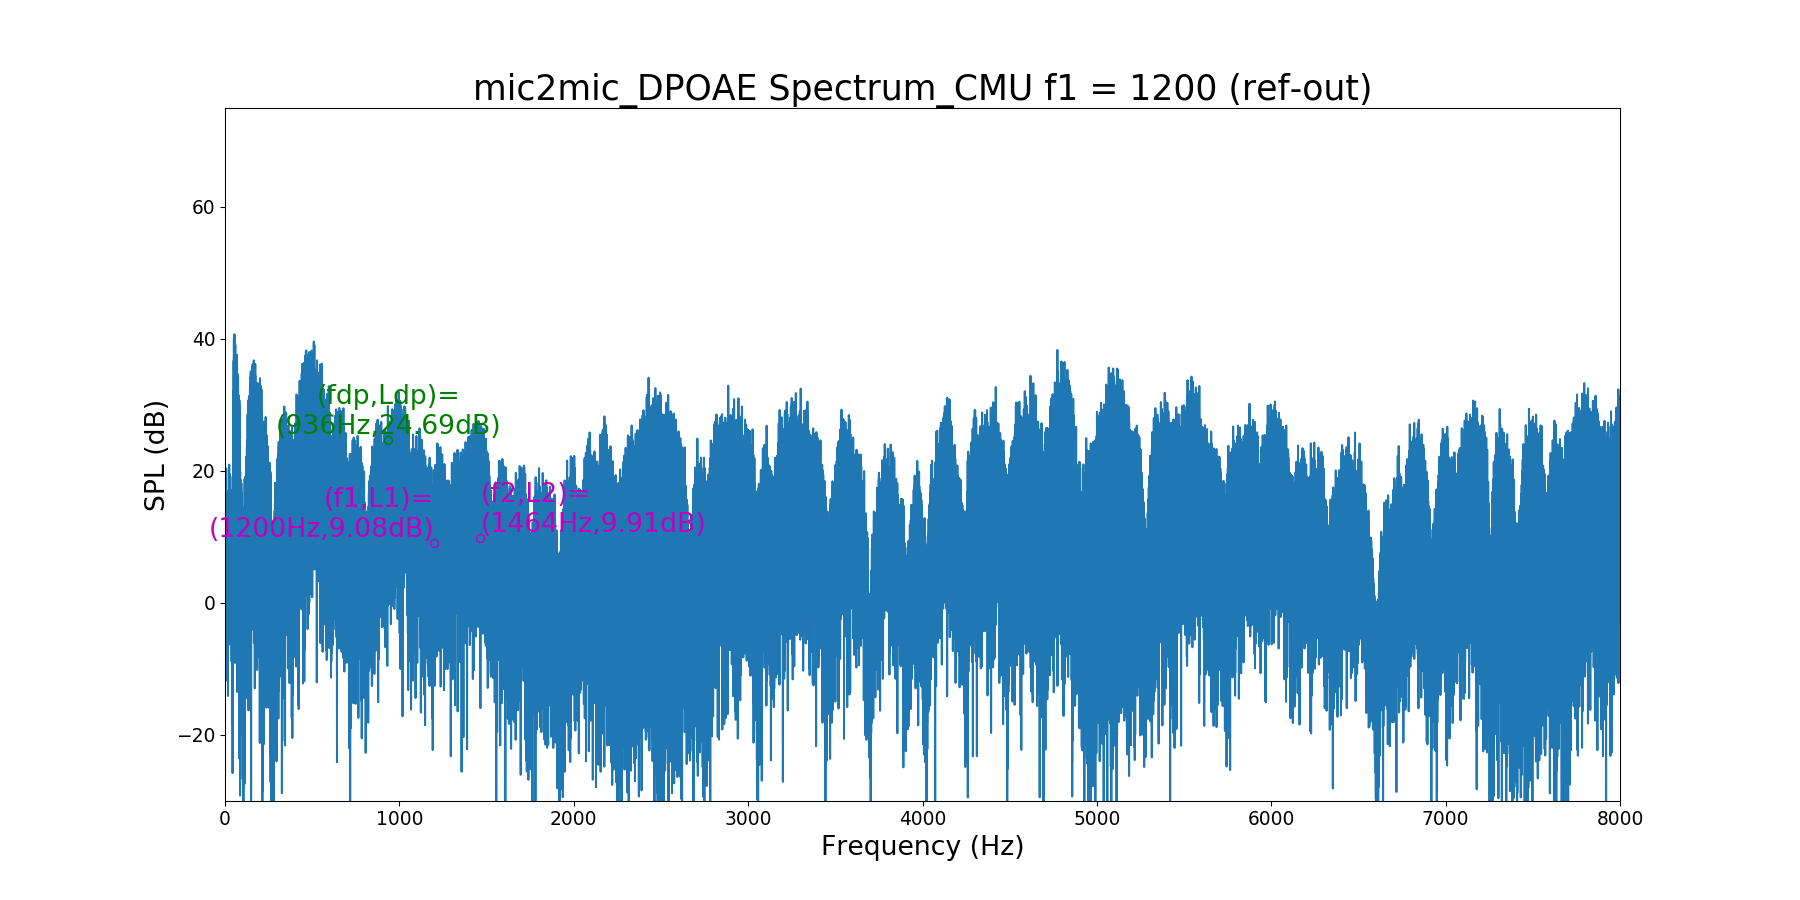 mic2mic_DPOAE Spectrum_CMU f1 = 1200 (ref-out)
60
40
20
0
−20
SPL (dB)
(fdp,Ldp)=
(936Hz,24.69dB)
(f1,L1)=
(1200Hz,9.08dB)
(f2,L2)=
(1464Hz,9.91dB)
0 1000 2000 3000 4000 5000 6000 7000 8000
Frequency (Hz)